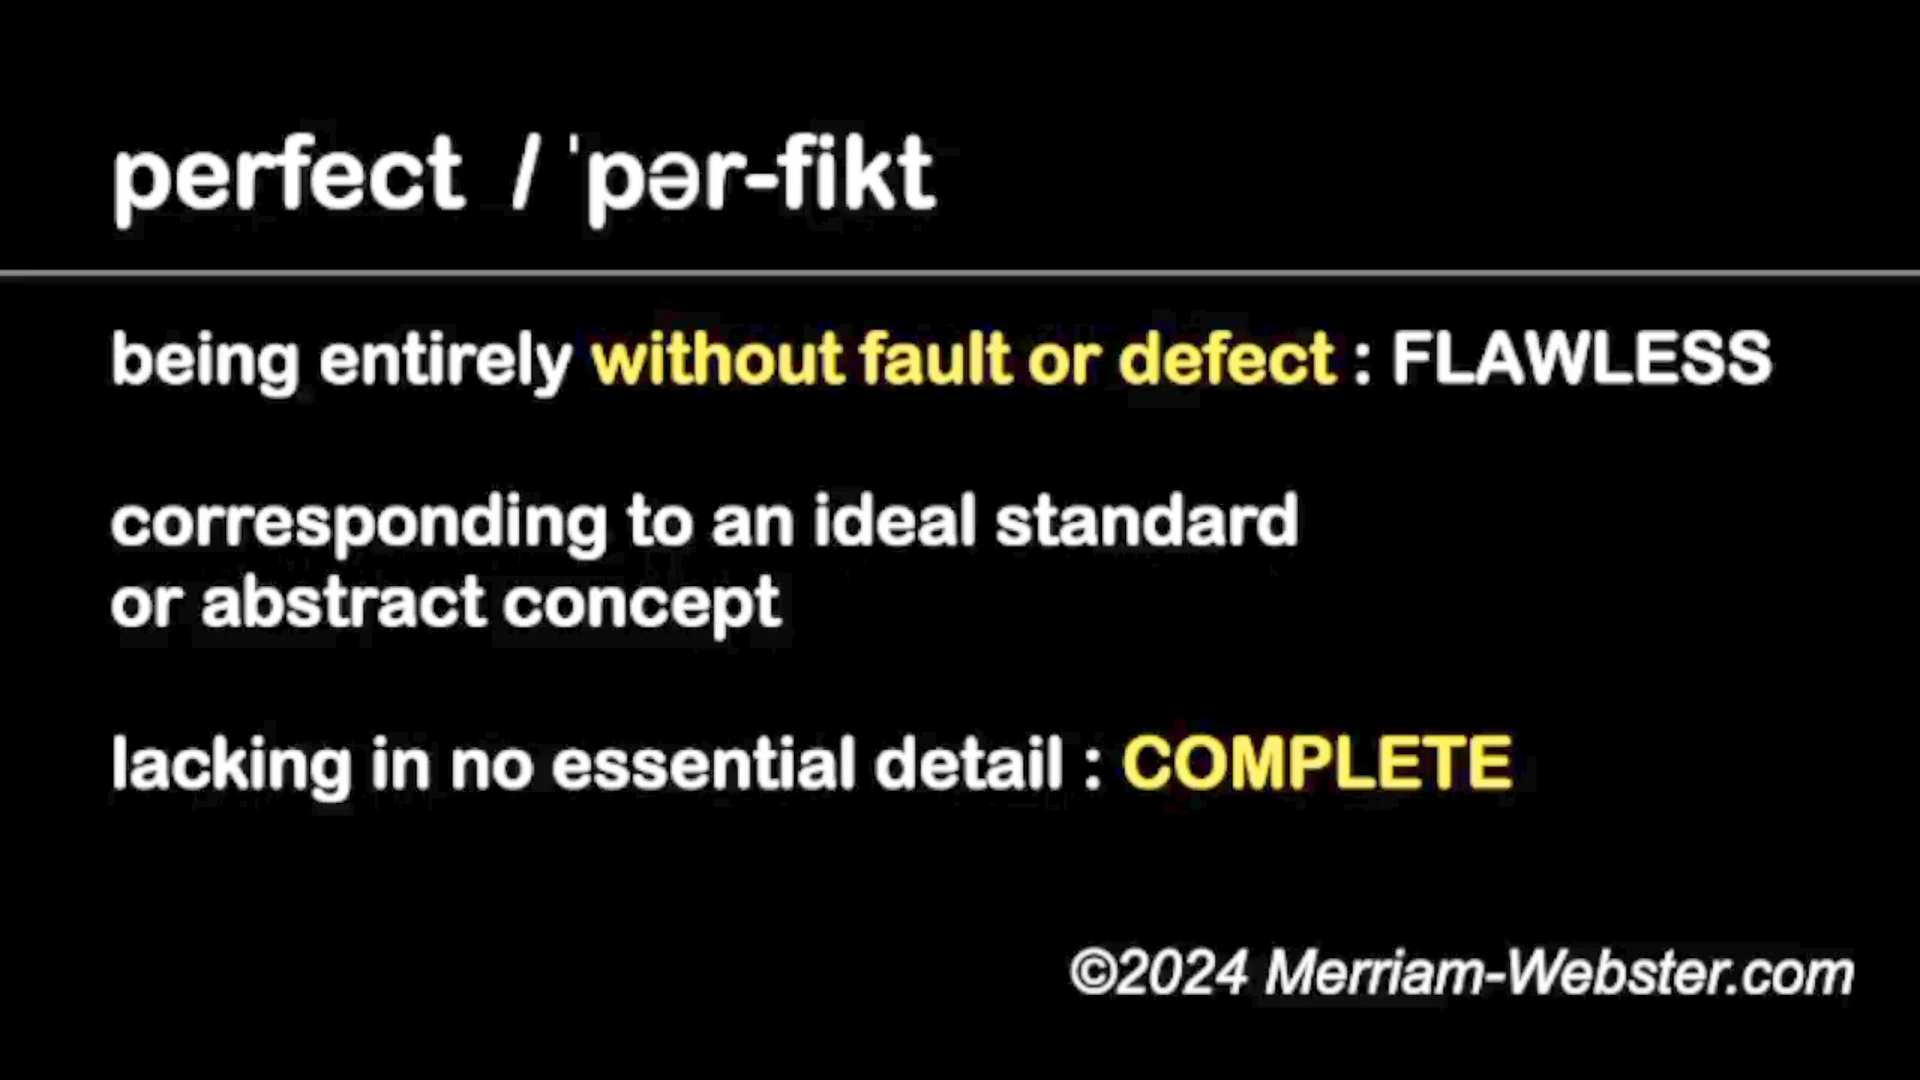 perfect / ˈpər-fikt
being entirely without fault or defect : FLAWLESS
corresponding to an ideal standard
or abstract concept
lacking in no essential detail : COMPLETE
©2024 Merriam-Webster.com